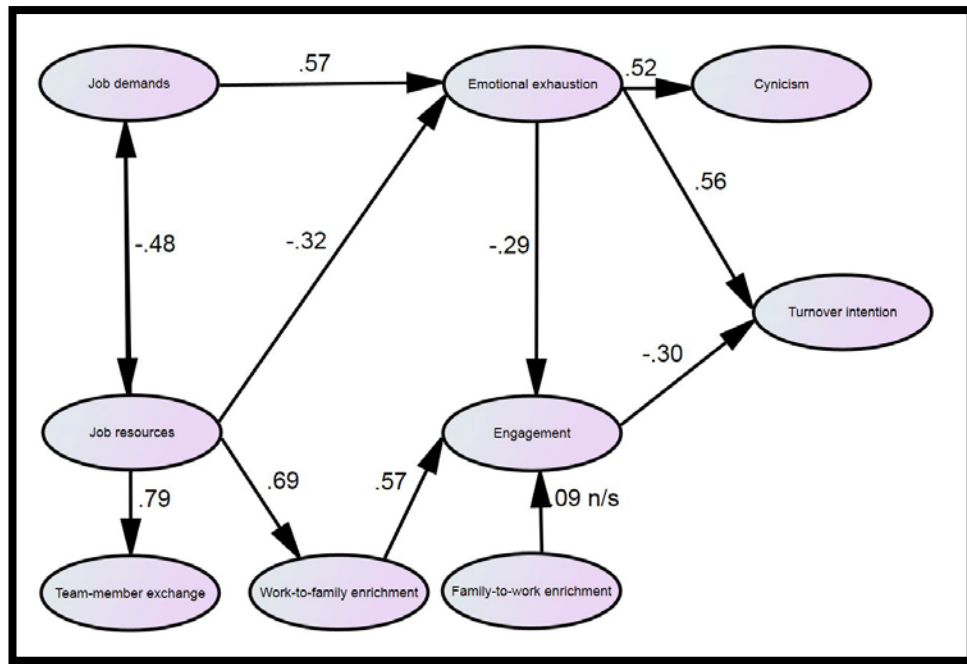 Job demands
.57
Emotional exhaustion
.52
Cynicism
.56
-.48
-.32
-.29
Turnover intention
-.30
Job resources
Engagement
.79
.69
.57
.09 n/s
Team-member exchange
Work-to-family enrichment
Family-to-work enrichment